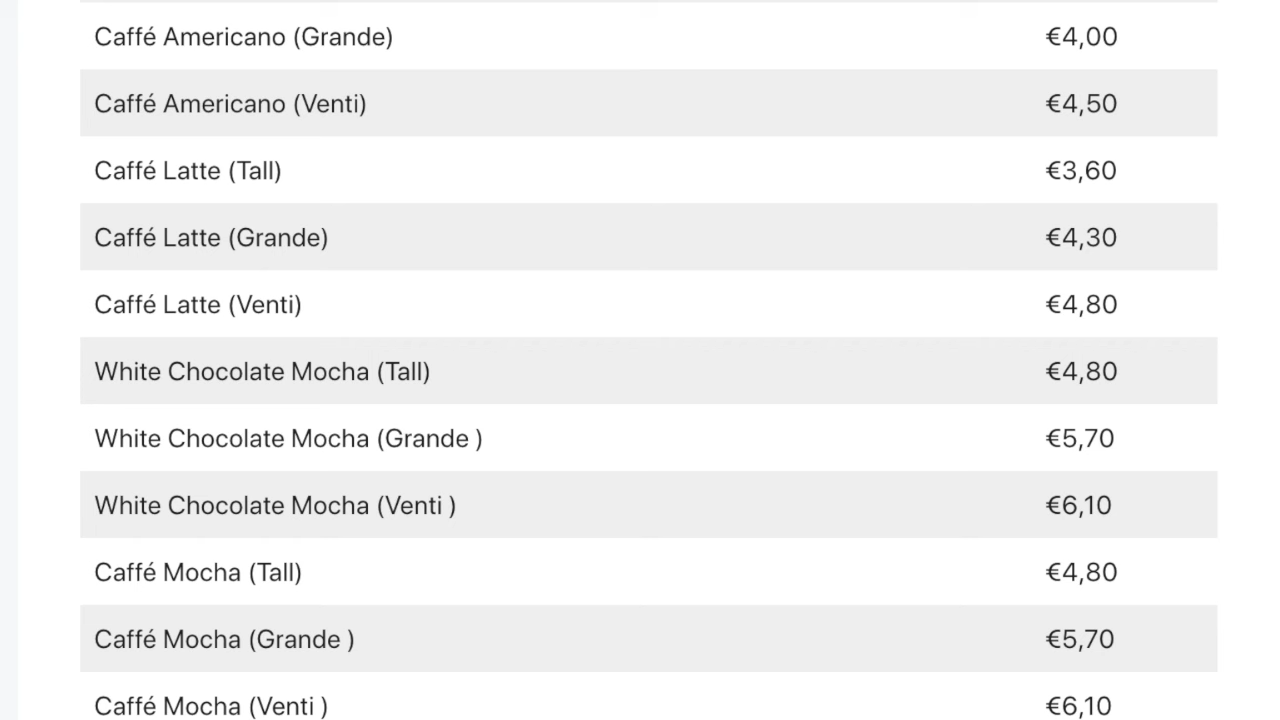 Caffé Americano (Grande) €4,00
Caffé Americano (Venti) €4,50
Caffé Latte (Tall) €3,60
Caffé Latte (Grande) €4,30
Caffé Latte (Venti) €4,80
White Chocolate Mocha (Tall) €4,80
White Chocolate Mocha (Grande ) €5,70
White Chocolate Mocha (Venti ) €6,10
Caffé Mocha (Tall) €4,80
Caffé Mocha (Grande ) €5,70
Caffé Mocha (Venti ) €6,10